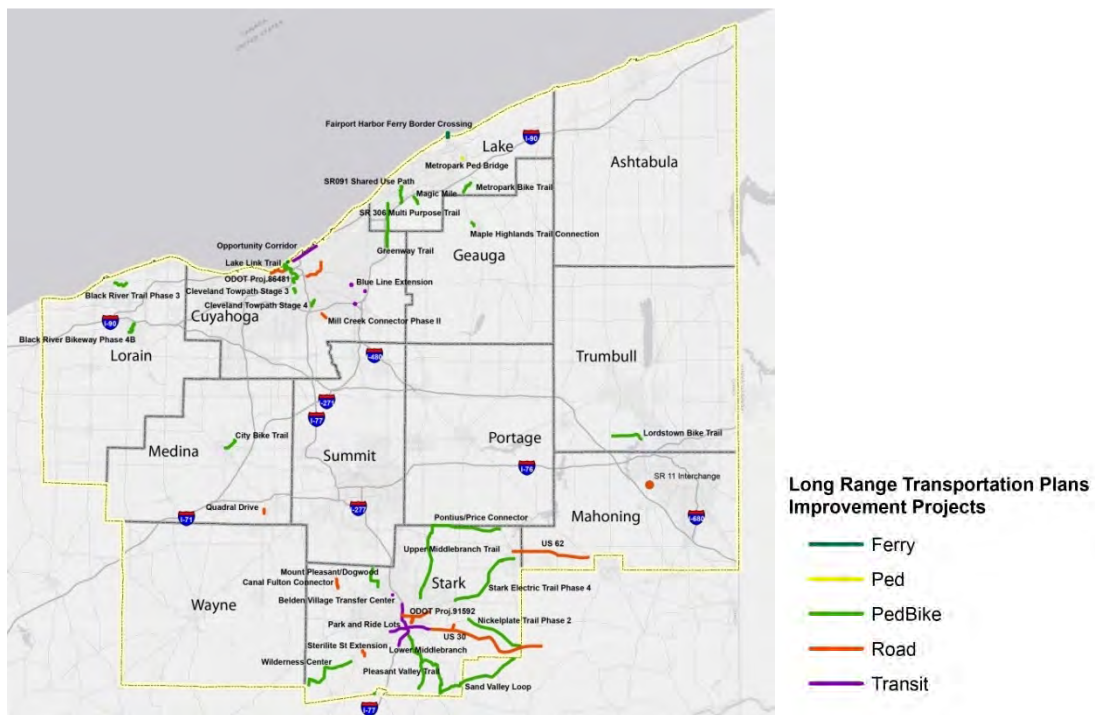 CANADA
UNITED STATES
Fairport Harbor Ferry Border Crossing
I-90
Lake
Ashtabula
Metropark Ped Bridge
SR091 Shared Use Path
Metropark Bike Trail
Magic Mile
SR 306 Multi Purpose Trail
Maple Highlands Trail Connection
Opportunity Corridor
Greenway Trail
Geauga
Lake Link Trail
ODOT Proj.86481
Blue Line Extension
Black River Trail Phase 3
Cleveland Towpath Stage 3
Cleveland Towpath Stage 4
Cuyahoga
Mill Creek Connector Phase II
I-90
Black River Bikeway Phase 4B
Lorain
I-480
Trumbull
I-271
I-77
City Bike Trail
Lordstown Bike Trail
Medina
Summit
Portage
I-76
SR 11 Interchange
Long Range Transportation Plans
Improvement Projects
Quadral Drive
I-71
I-277
Pontius/Price Connector
Mahoning
I-680
Ferry
Upper Middlebranch Trail
US 62
Ped
Mount Pleasant/Dogwood
Canal Fulton Connector
Stark
Stark Electric Trail Phase 4
PedBike
Wayne
Belden Village Transfer Center
ODOT Proj.91592
Nickelplate Trail Phase 2
Park and Ride Lots
US 30
Road
Sterilite St Extension
Lower Middlebranch
Wilderness Center
Pleasant Valley Trail
Transit
Sand Valley Loop
I-77